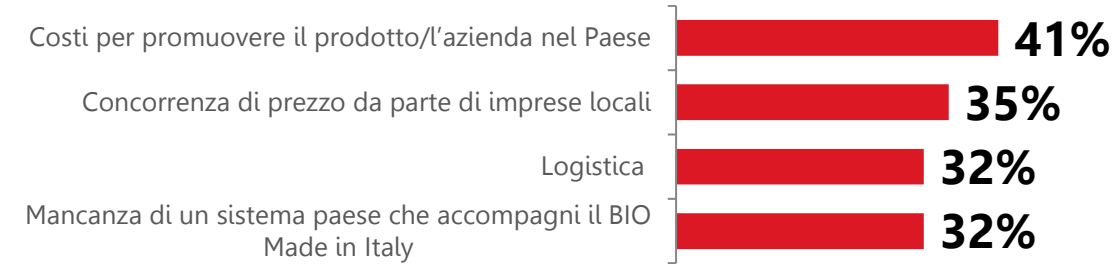 Costi per promuovere il prodotto/l’azienda nel Paese
41%
Concorrenza di prezzo da parte di imprese locali
35%
Logistica
32%
Mancanza di un sistema paese che accompagni il BIO
Made in Italy
32%